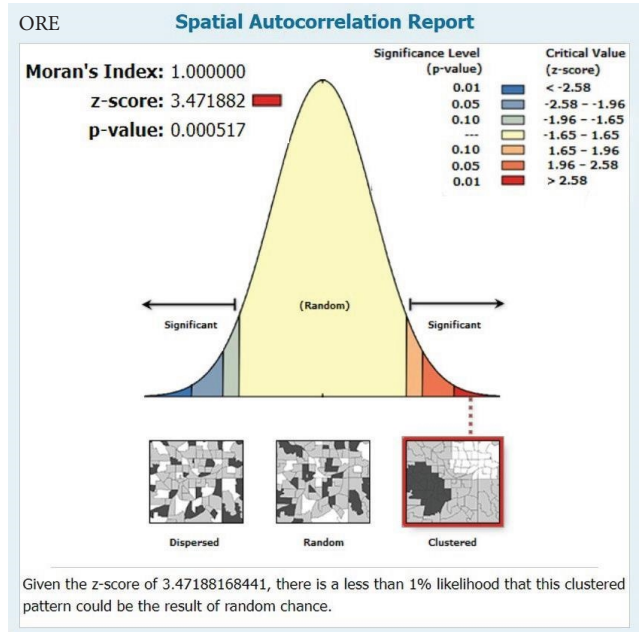 ORE
Spatial Autocorrelation Report
Moran's Index: 1.000000
z-score: 3.471882
p-value: 0.000517
Significance Level
(p-value)
Critical Value
(z-score)
0.01 < -2.58
0.05 -2.58 – -1.96
0.10 -1.96 – -1.65
--- -1.65 – 1.65
0.10 1.65 – 1.96
0.05 1.96 – 2.58
0.01 > 2.58
(Random)
Significant
Significant
Dispersed
Random
Clustered
Given the z-score of 3.47188168441, there is a less than 1% likelihood that this clustered
pattern could be the result of random chance.